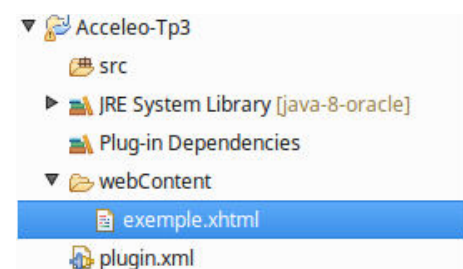 Acceleo-Tp3
src
JRE System Library [java-8-oracle]
Plug-in Dependencies
webContent
exemple.xhtml
plugin.xml